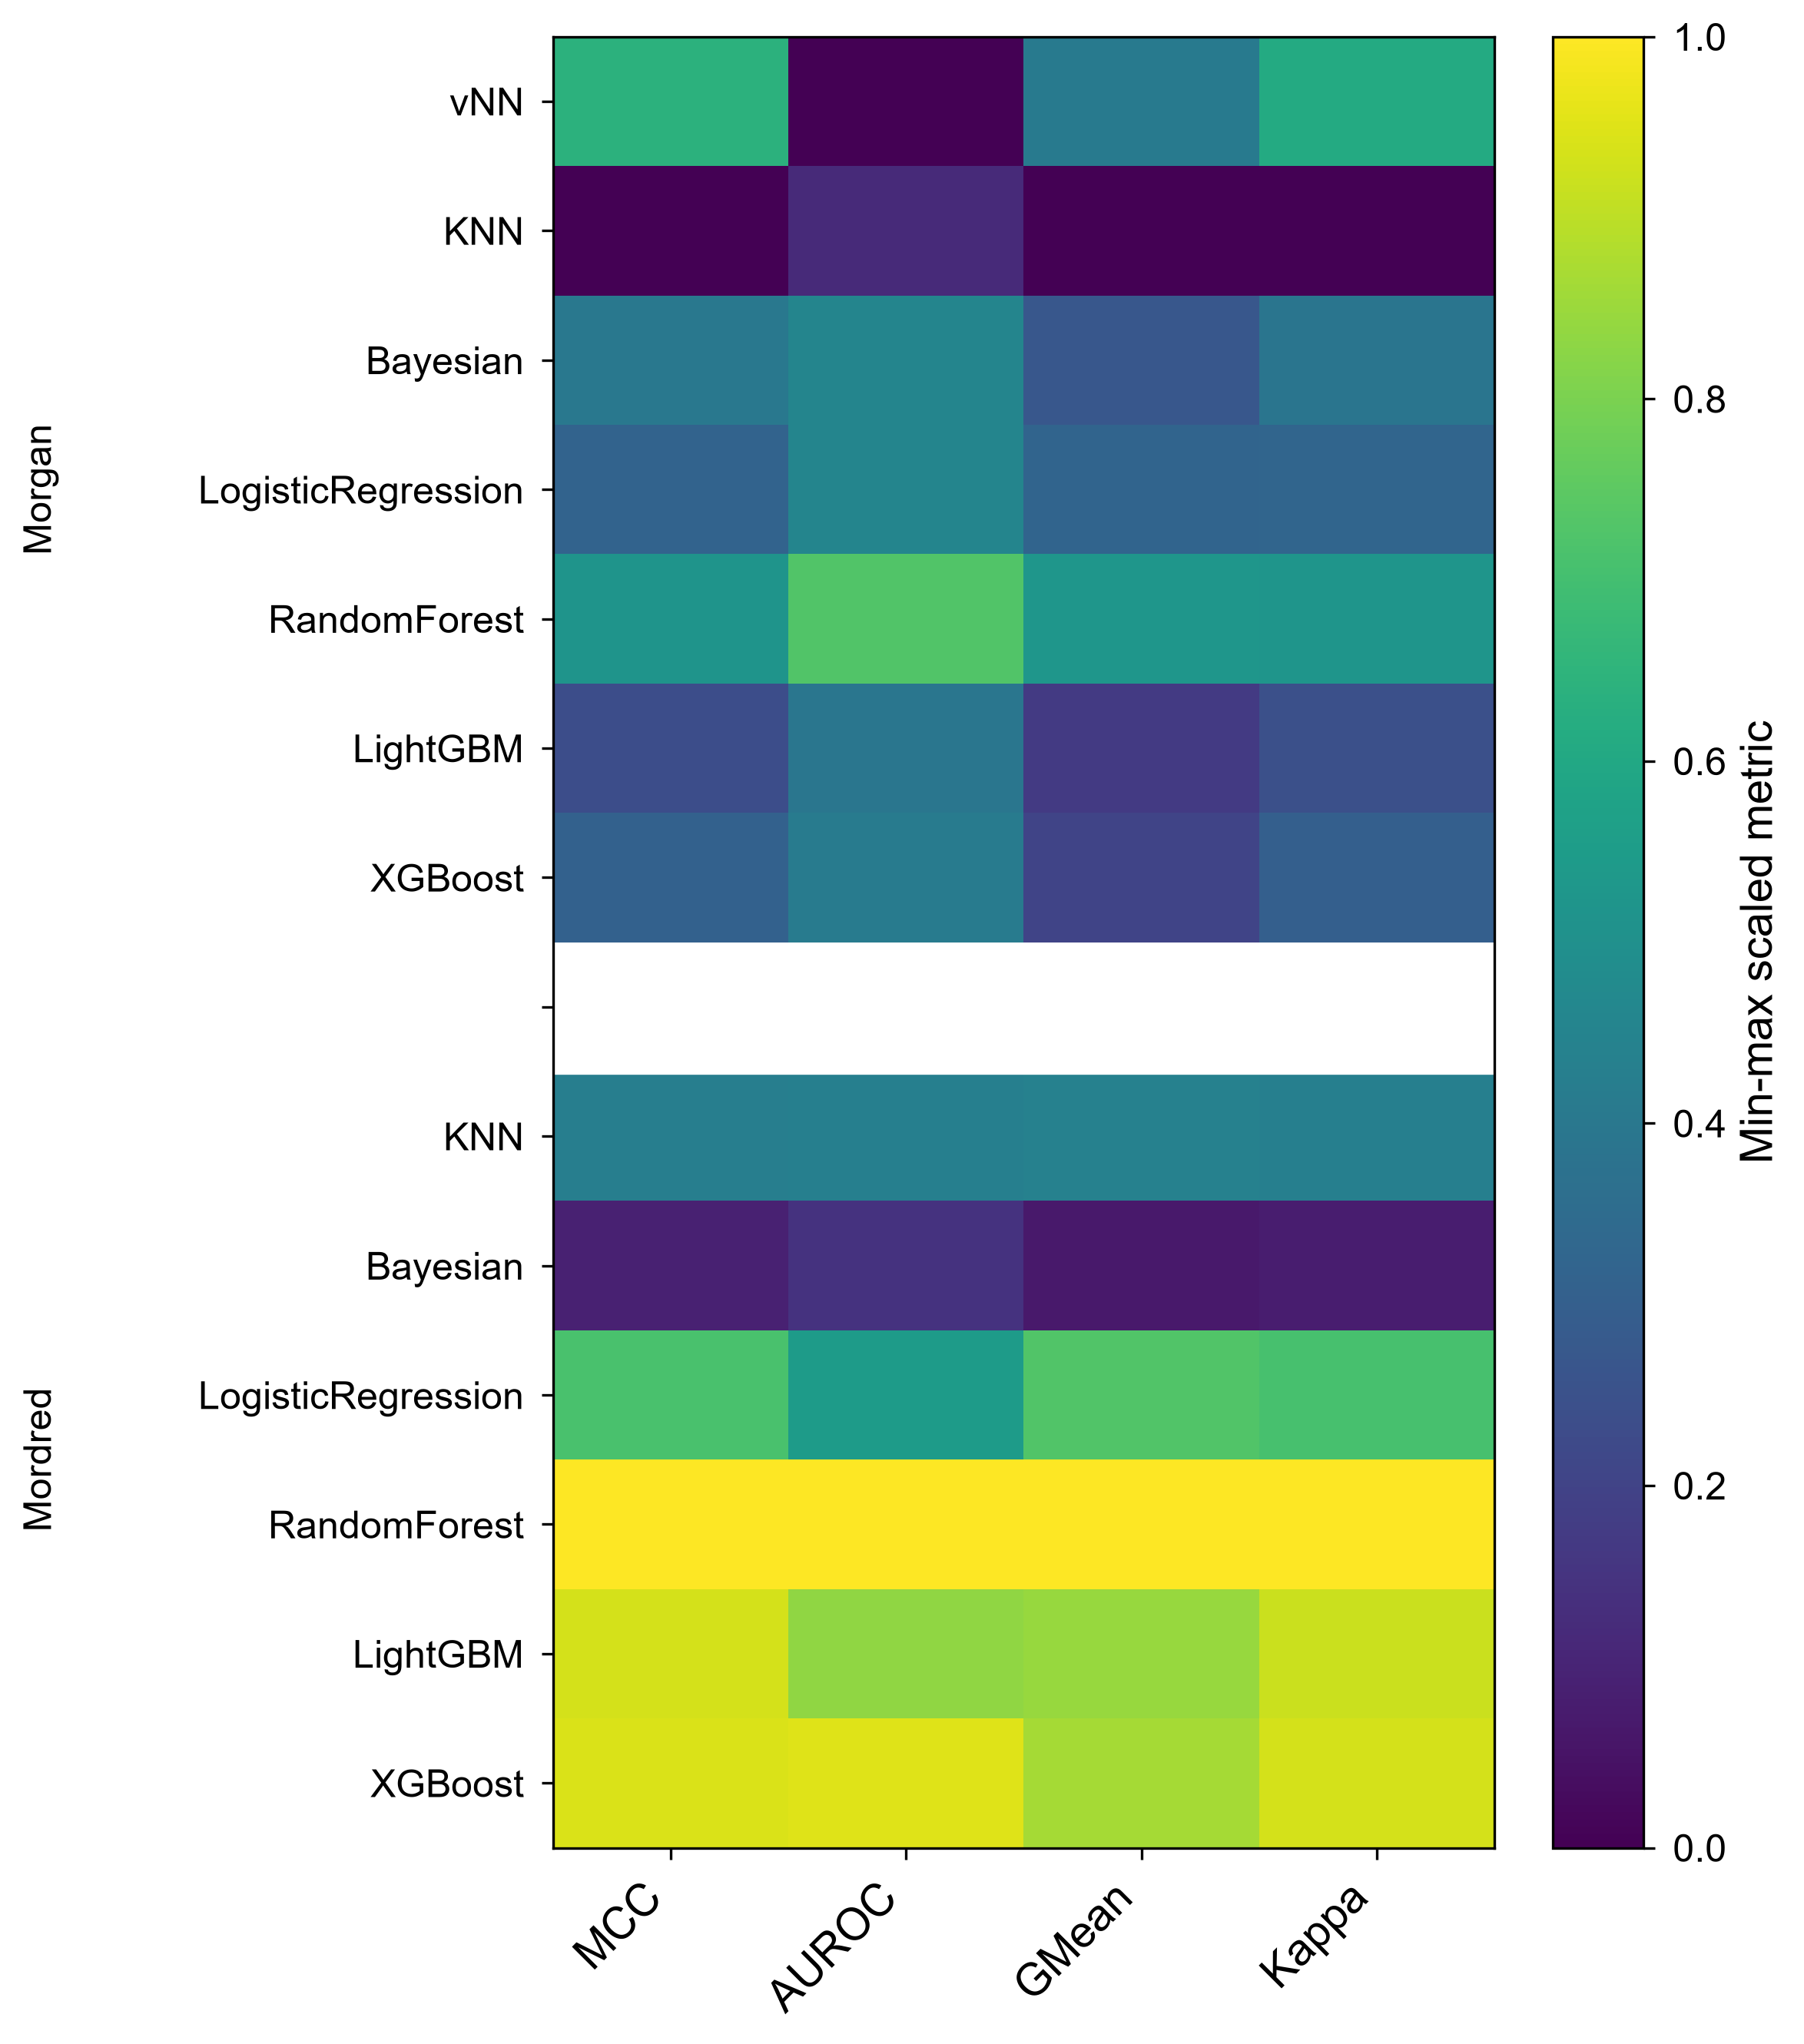 Morgan
vNN
KNN
Bayesian
LogisticRegression
RandomForest
LightGBM
XGBoost
Mordred
KNN
Bayesian
LogisticRegression
RandomForest
LightGBM
XGBoost
MCC
AUROC
GMean
Kappa
1.0
0.8
0.6
0.4
0.2
0.0
Min-max scaled metric